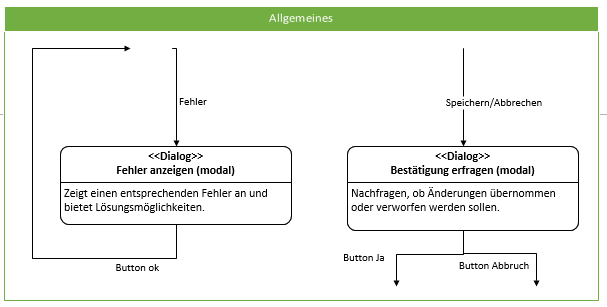 Allgemeines
Fehler
<<Dialog>>
Fehler anzeigen (modal)
Zeigt einen entsprechenden Fehler an und
bietet Lösungsmöglichkeiten.
Button ok
Speichern/Abbrechen
<<Dialog>>
Bestätigung erfragen (modal)
Nachfragen, ob Änderungen übernommen
oder verworfen werden sollen.
Button Ja
Button Abbruch